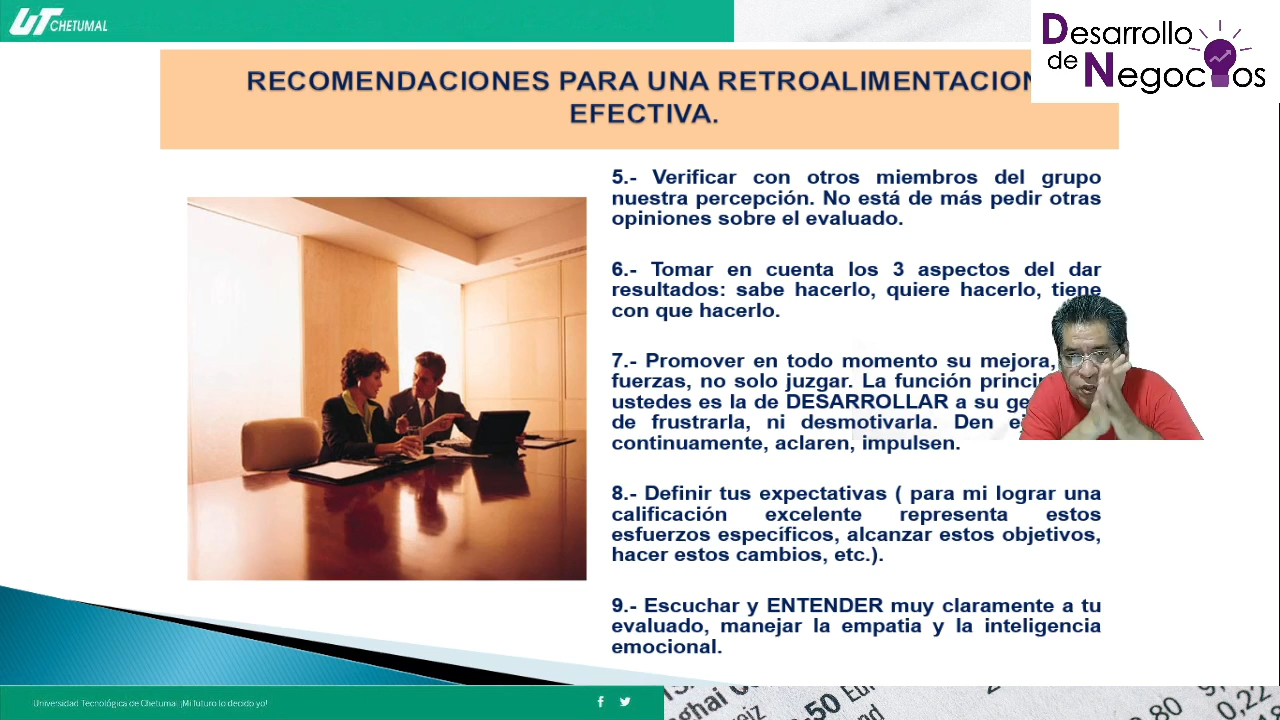 UT CHETUMAL
Desarrollo
de Negocios
RECOMENDACIONES PARA UNA RETROALIMENTACION
EFECTIVA.
5.- Verificar con otros miembros del grupo
nuestra percepción. No está de más pedir otras
opiniones sobre el evaluado.
6.- Tomar en cuenta los 3 aspectos del dar
resultados: sabe hacerlo, quiere hacerlo, tiene
con que hacerlo.
7.- Promover en todo momento su mejora,
fuerzas, no solo juzgar. La función
ustedes es la de DESARROLLAR a su
de frustrarla, ni desmotivarla. Den
continuamente, aclaren, impulsen.
8.- Definir tus expectativas ( para mi lograr una
calificación excelente representa estos
esfuerzos específicos, alcanzar estos objetivos,
hacer estos cambios, etc.).
9.- Escuchar y ENTENDER muy claramente a tu
evaluado, manejar la empatia y la inteligencia
emocional.
Universidad Tecnológica de Chetumal ¡Mi futuro lo decido yo!
0,80
0,22